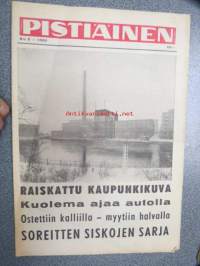 PISTIÄINEN
RAISKATTU KAUPUNKIKUVA
Kuolema ajaa autolla
Ostettiin kalliilla – myytiin halvalla
SOREITTEN SISKOJEN SARJA